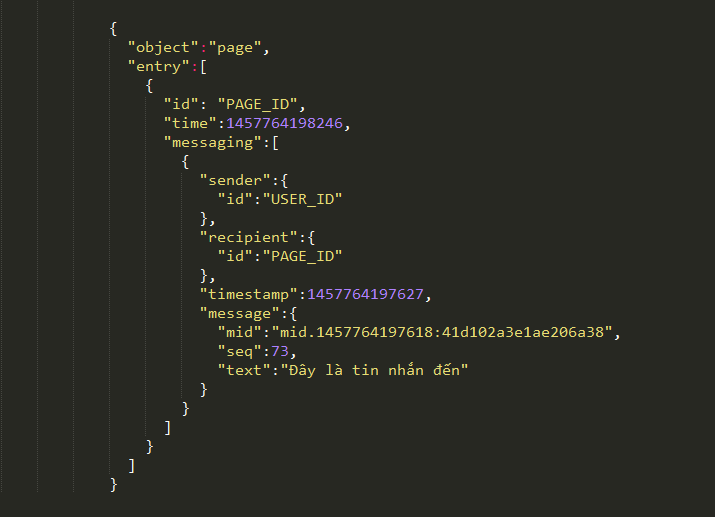 {
"object":"page",
"entry":[
{
"id": "PAGE_ID",
"time":1457764198246,
"messaging":[
{
"sender":{
"id":"USER_ID"
},
"recipient":{
"id":"PAGE_ID"
},
"timestamp":1457764197627,
"message":{
"mid":"mid.1457764197618:41d102a3e1ae206a38",
"seq":73,
"text":"Đây là tin nhắn đến"
}
}
]
}
]
}